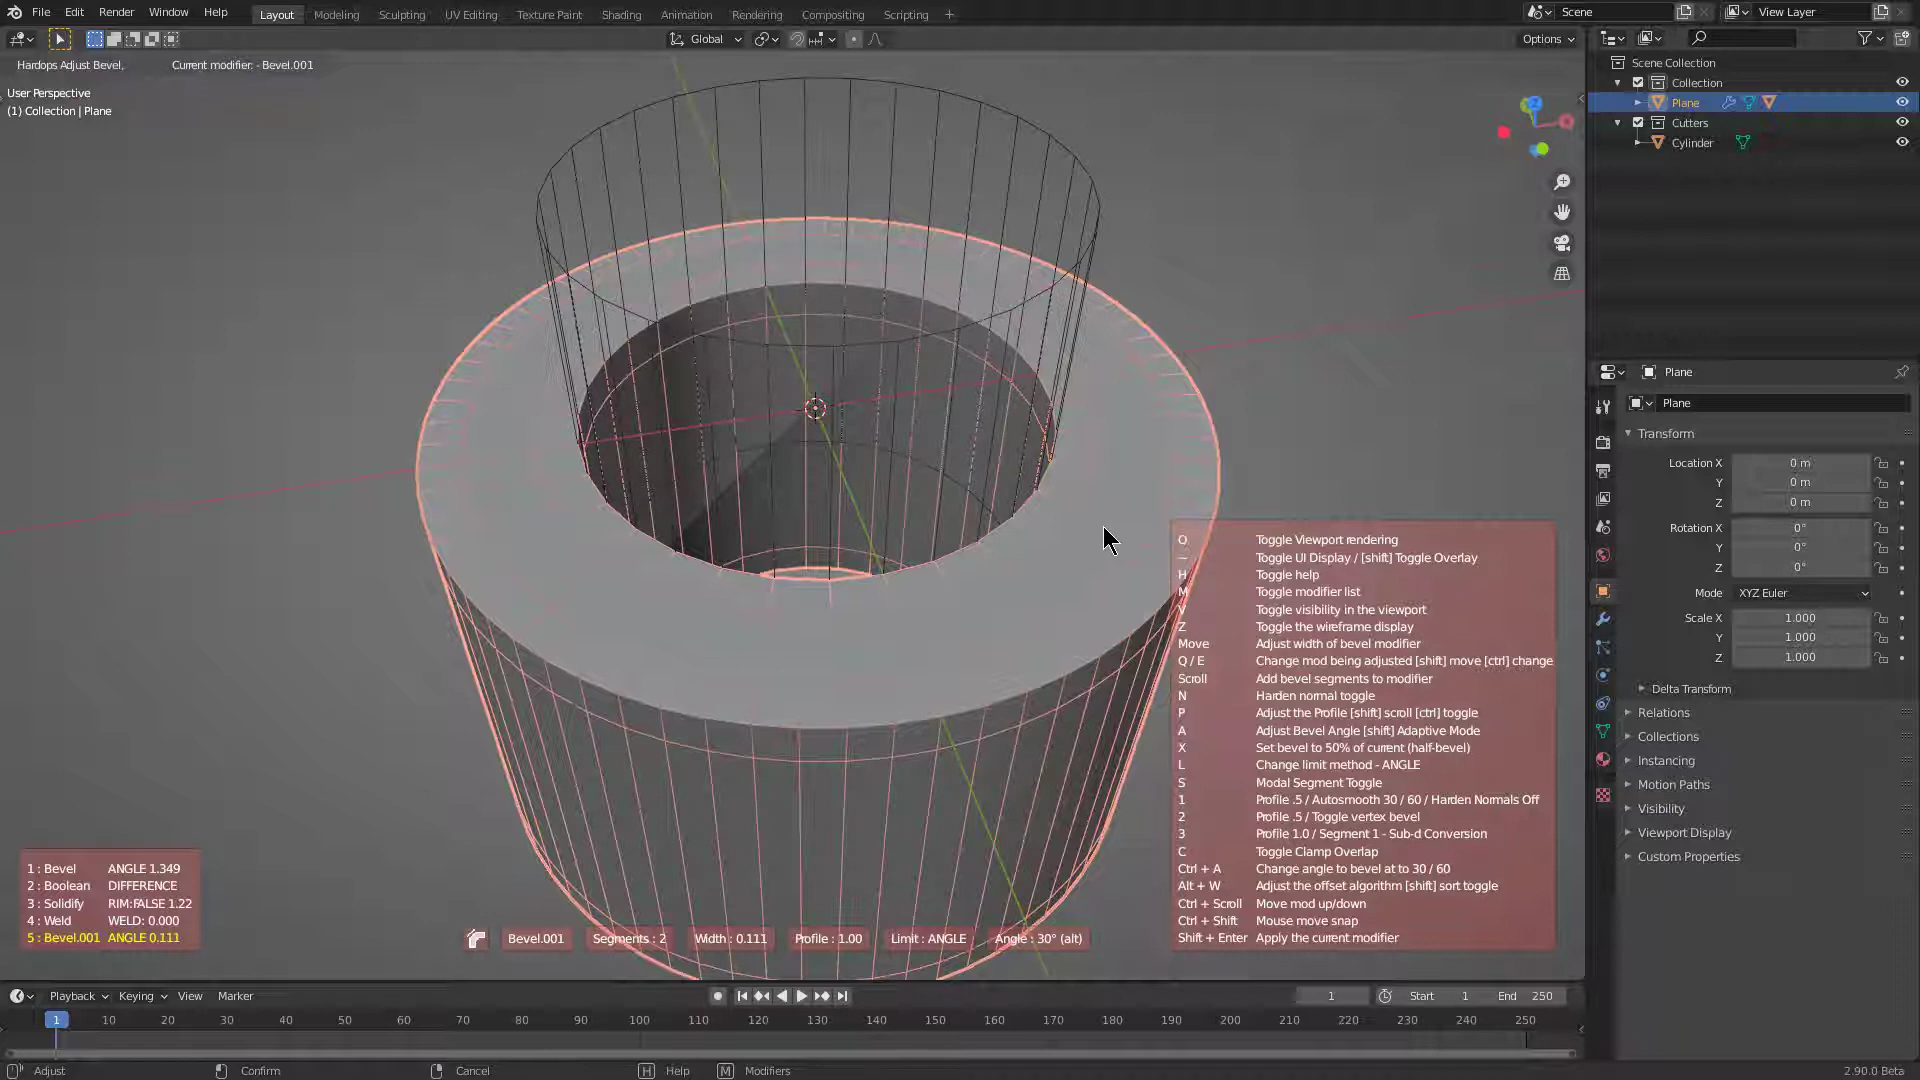 File Edit Render Window Help Layout Modeling Sculpting UV Editing Texture Paint Shading Animation Rendering Compositing Scripting + Scene View Layer
Global Options
Hardops Adjust Bevel, Current modifier: - Bevel.001
User Perspective
(1) Collection | Plane
Scene Collection
Collection
Plane
Cutters
Cylinder
Plane
Plane
Transform
Location X 0 m
Y 0 m
Z 0 m
Rotation X 0°
Y 0°
Z 0°
Mode XYZ Euler
Scale X 1.000
Y 1.000
Z 1.000
Delta Transform
Relations
Collections
Instancing
Motion Paths
Visibility
Viewport Display
Custom Properties
O Toggle Viewport rendering
~ Toggle UI Display / [shift] Toggle Overlay
H Toggle help
M Toggle modifier list
V Toggle visibility in the viewport
Z Toggle the wireframe display
Move Adjust width of bevel modifier
Q / E Change mod being adjusted [shift] move [ctrl] change
Scroll Add bevel segments to modifier
N Harden normal toggle
P Adjust the Profile [shift] scroll [ctrl] toggle
A Adjust Bevel Angle [shift] Adaptive Mode
X Set bevel to 50% of current (half-bevel)
L Change limit method - ANGLE
S Modal Segment Toggle
1 Profile .5 / Autosmooth 30 / 60 / Harden Normals Off
2 Profile .5 / Toggle vertex bevel
3 Profile 1.0 / Segment 1 - Sub-d Conversion
C Toggle Clamp Overlap
Ctrl + A Change angle to bevel at to 30 / 60
Alt + W Adjust the offset algorithm [shift] sort toggle
Ctrl + Scroll Move mod up/down
Ctrl + Shift Mouse move snap
Shift + Enter Apply the current modifier
1 : Bevel ANGLE 1.349
2 : Boolean DIFFERENCE
3 : Solidify RIM:FALSE 1.22
4 : Weld WELD: 0.000
5 : Bevel.001 ANGLE 0.111
Bevel.001 Segments : 2 Width : 0.111 Profile : 1.00 Limit : ANGLE Angle : 30° (alt)
Playback Keying View Marker 1 Start 1 End 250
1 10 20 30 40 50 60 70 80 90 100 110 120 130 140 150 160 170 180 190 200 210 220 230 240 250
Adjust Confirm Cancel H Help M Modifiers 2.90.0 Beta